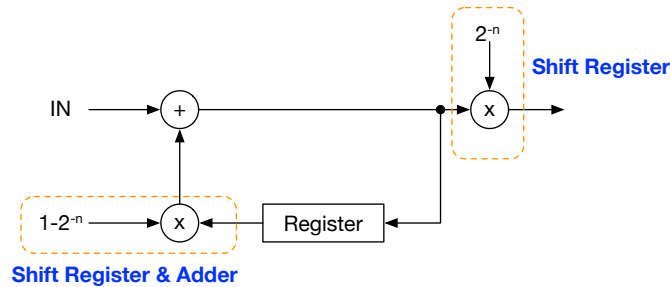 2⁻ⁿ
Shift Register
IN
+
x
1-2⁻ⁿ
x
Register
Shift Register & Adder